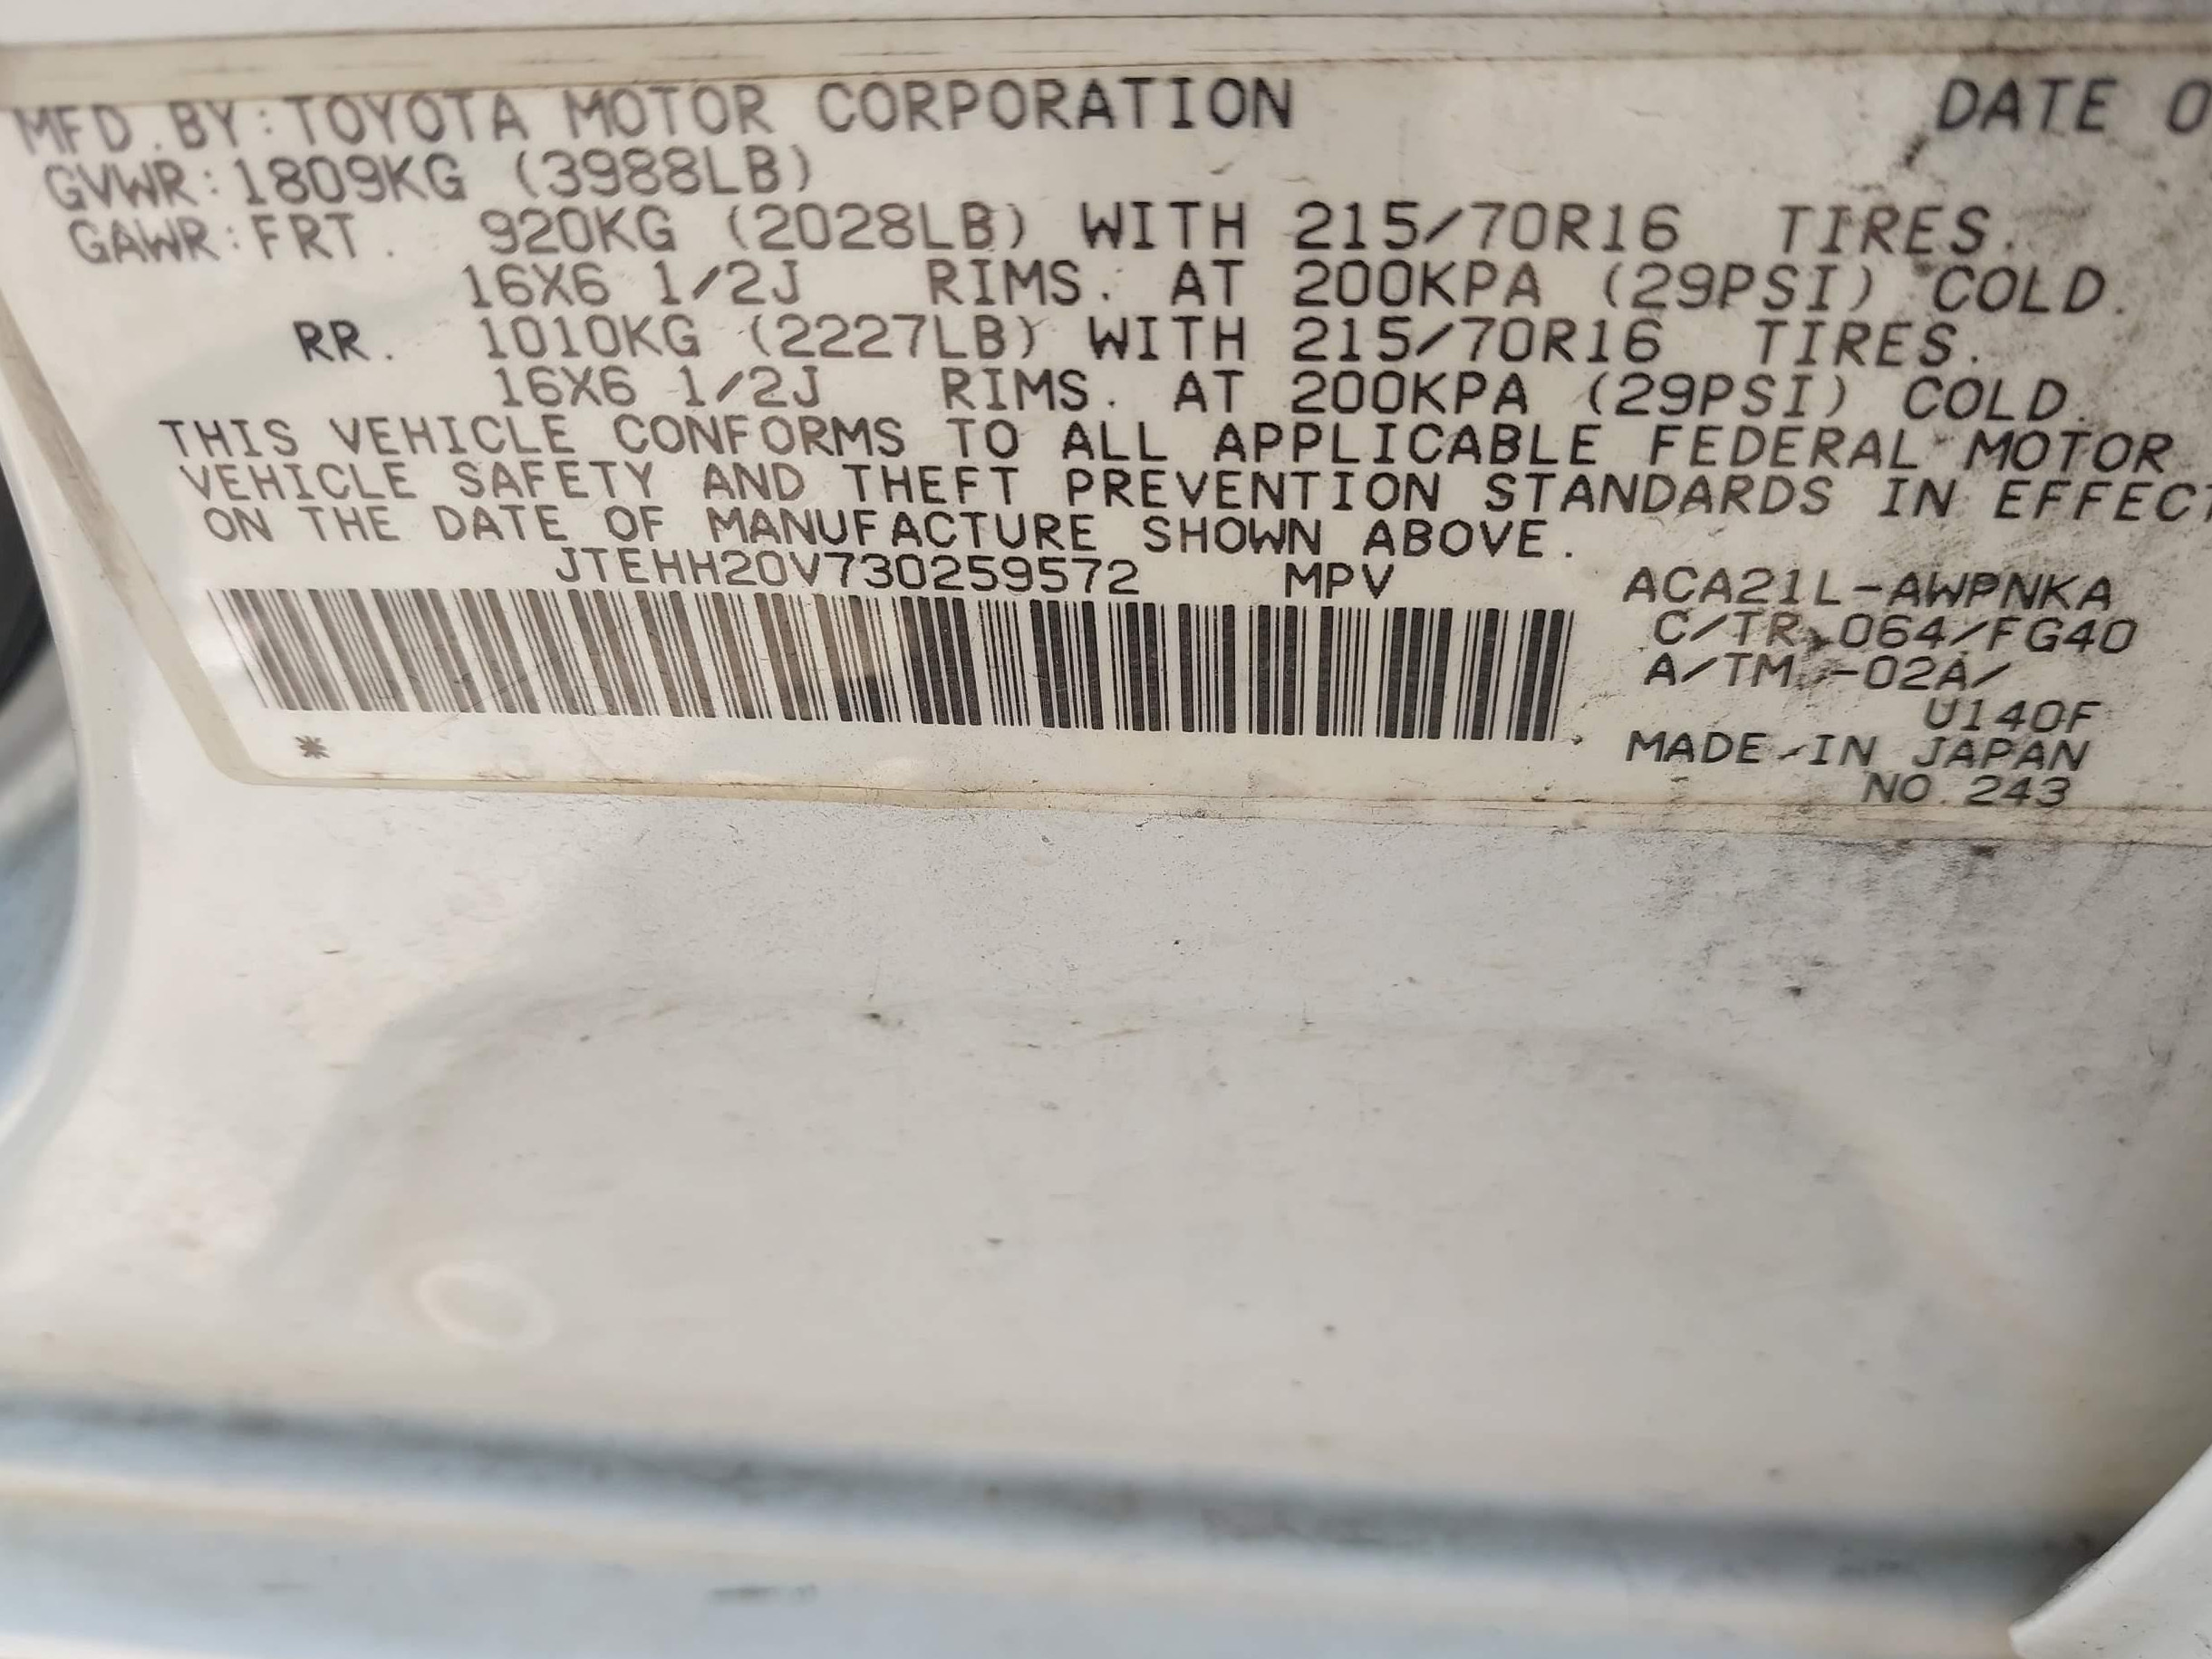 MFD.BY:TOYOTA MOTOR CORPORATION DATE 0
GVWR:1809KG (3988LB)
GAWR:FRT. 920KG (2028LB) WITH 215/70R16 TIRES.
16X6 1/2J RIMS. AT 200KPA (29PSI) COLD.
RR. 1010KG (2227LB) WITH 215/70R16 TIRES.
16X6 1/2J RIMS. AT 200KPA (29PSI) COLD.
THIS VEHICLE CONFORMS TO ALL APPLICABLE FEDERAL MOTOR
VEHICLE SAFETY AND THEFT PREVENTION STANDARDS IN EFFECT
ON THE DATE OF MANUFACTURE SHOWN ABOVE.
JTEHH20V730259572 MPV
ACA21L-AWPNKA
C/TR 064/FG40
A/TM -02A/
U140F
MADE IN JAPAN
NO.243
*